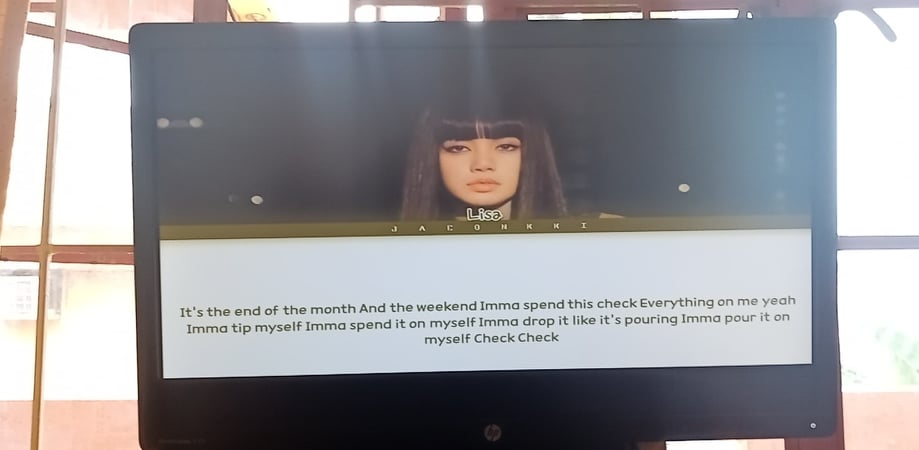 Lisa
JACONKKI
It's the end of the month And the weekend Imma spend this check Everything on me yeah
Imma tip myself Imma spend it on myself Imma drop it like it's pouring Imma pour it on
myself Check Check
hp